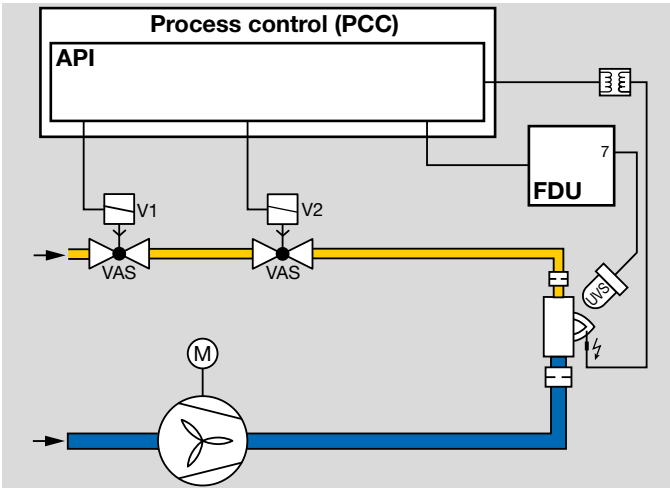 Process control (PCC)
API
7
FDU
V1
V2
VAS
VAS
UVS
M